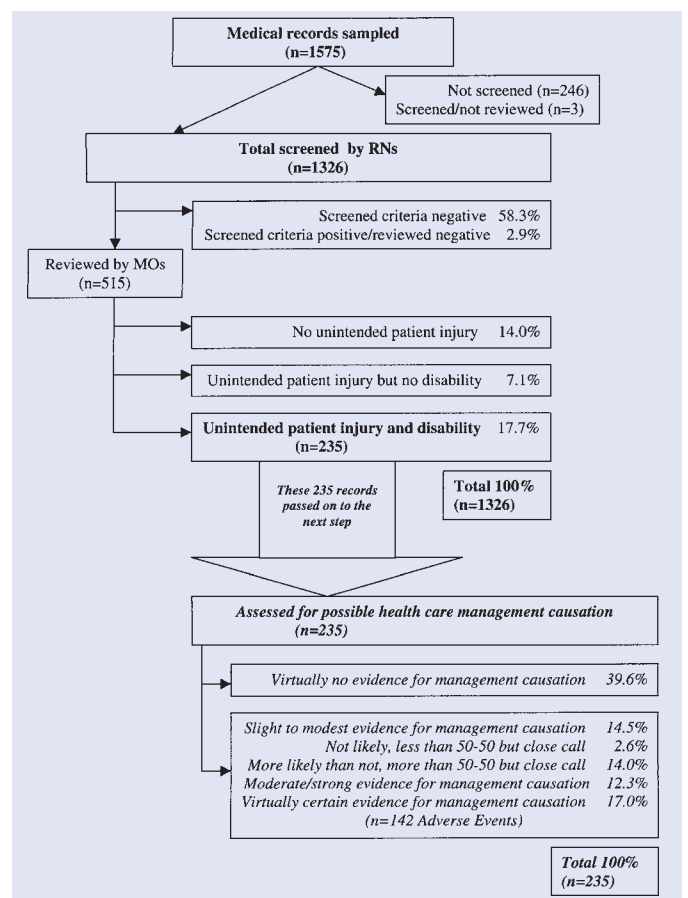 Medical records sampled
(n=1575)
Not screened (n=246)
Screened/not reviewed (n=3)
Total screened by RNs
(n=1326)
Screened criteria negative 58.3%
Screened criteria positive/reviewed negative 2.9%
Reviewed by MOs
(n=515)
No unintended patient injury 14.0%
Unintended patient injury but no disability 7.1%
Unintended patient injury and disability 17.7%
(n=235)
These 235 records
passed on to the
next step
Total 100%
(n=1326)
Assessed for possible health care management causation
(n=235)
Virtually no evidence for management causation 39.6%
Slight to modest evidence for management causation 14.5%
Not likely, less than 50-50 but close call 2.6%
More likely than not, more than 50-50 but close call 14.0%
Moderate/strong evidence for management causation 12.3%
Virtually certain evidence for management causation 17.0%
(n=142 Adverse Events)
Total 100%
(n=235)